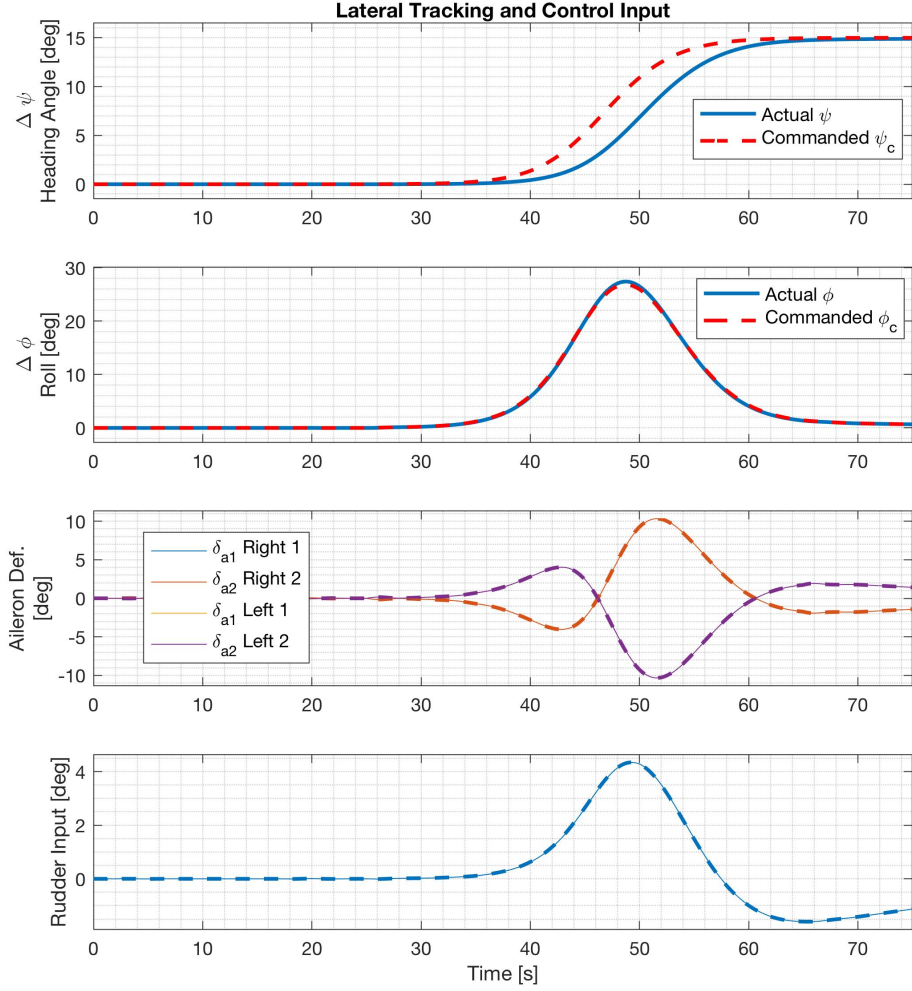 Lateral Tracking and Control Input
Δ ψ
Heading Angle [deg]
15
10
5
0
Actual ψ
Commanded ψc
0 10 20 30 40 50 60 70
Δ ϕ
Roll [deg]
30
20
10
0
Actual ϕ
Commanded ϕc
0 10 20 30 40 50 60 70
Aileron Def.
[deg]
10
5
0
-5
-10
δa1 Right 1
δa2 Right 2
δa1 Left 1
δa2 Left 2
0 10 20 30 40 50 60 70
Rudder Input [deg]
4
2
0
0 10 20 30 40 50 60 70
Time [s]